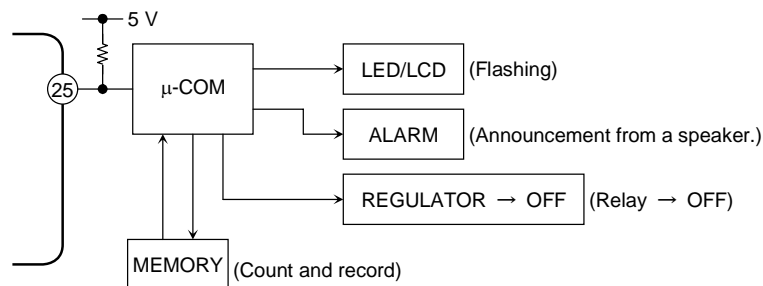 5 V
25
μ-COM
LED/LCD (Flashing)
ALARM (Announcement from a speaker.)
REGULATOR → OFF (Relay → OFF)
MEMORY (Count and record)